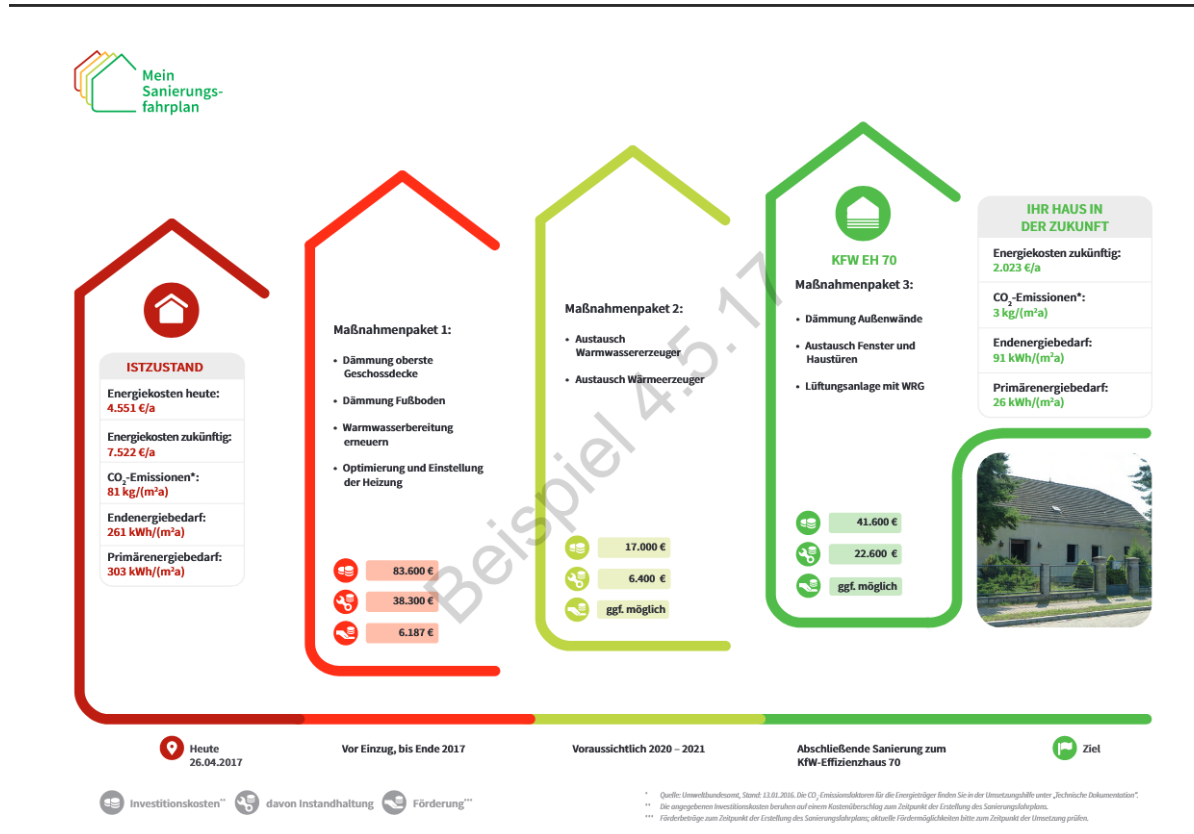 Mein
Sanierungs-
fahrplan
ISTZUSTAND
Energiekosten heute:
4.551 €/a
Energiekosten zukünftig:
7.522 €/a
CO₂-Emissionen*:
81 kg/(m²a)
Endenergiebedarf:
261 kWh/(m²a)
Primärenergiebedarf:
303 kWh/(m²a)
Maßnahmenpaket 1:
• Dämmung oberste
Geschossdecke
• Dämmung Fußboden
• Warmwasserbereitung
erneuern
• Optimierung und Einstellung
der Heizung
83.600 €
38.300 €
6.187 €
Maßnahmenpaket 2:
• Austausch
Warmwassererzeuger
• Austausch Wärmeerzeuger
17.000 €
6.400 €
ggf. möglich
KFW EH 70
Maßnahmenpaket 3:
• Dämmung Außenwände
• Austausch Fenster und
Haustüren
• Lüftungsanlage mit WRG
41.600 €
22.600 €
ggf. möglich
IHR HAUS IN
DER ZUKUNFT
Energiekosten zukünftig:
2.023 €/a
CO₂-Emissionen*:
3 kg/(m²a)
Endenergiebedarf:
91 kWh/(m²a)
Primärenergiebedarf:
26 kWh/(m²a)
Beispiel 4.5.17
Heute
26.04.2017
Vor Einzug, bis Ende 2017
Voraussichtlich 2020 – 2021
Abschließende Sanierung zum
KfW-Effizienzhaus 70
Ziel
Investitionskosten** davon Instandhaltung Förderung***
* Quelle: Umweltbundesamt, Stand: 13.01.2016. Die CO₂-Emissionsfaktoren für die Energieträger finden Sie in der Umsetzungshilfe unter „Technische Dokumentation".
** Die angegebenen Investitionskosten beruhen auf einem Kostenüberschlag zum Zeitpunkt der Erstellung des Sanierungsfahrplans.
*** Förderbeträge zum Zeitpunkt der Erstellung des Sanierungsfahrplans; aktuelle Fördermöglichkeiten bitte zum Zeitpunkt der Umsetzung prüfen.